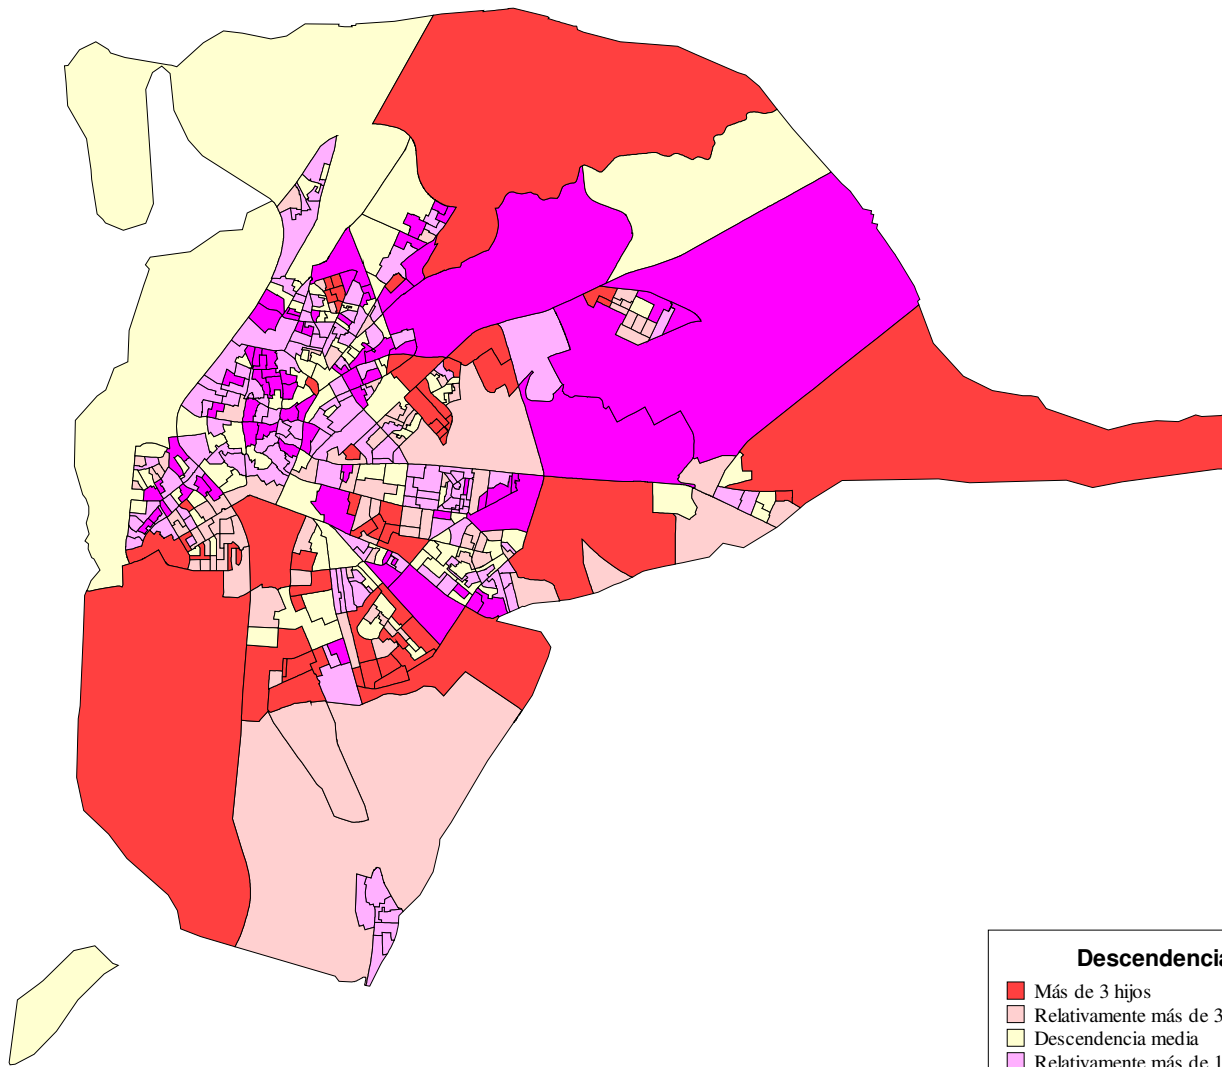 Descendencia
Más de 3 hijos
Relativamente más de 3
Descendencia media
Relativamente más de 1